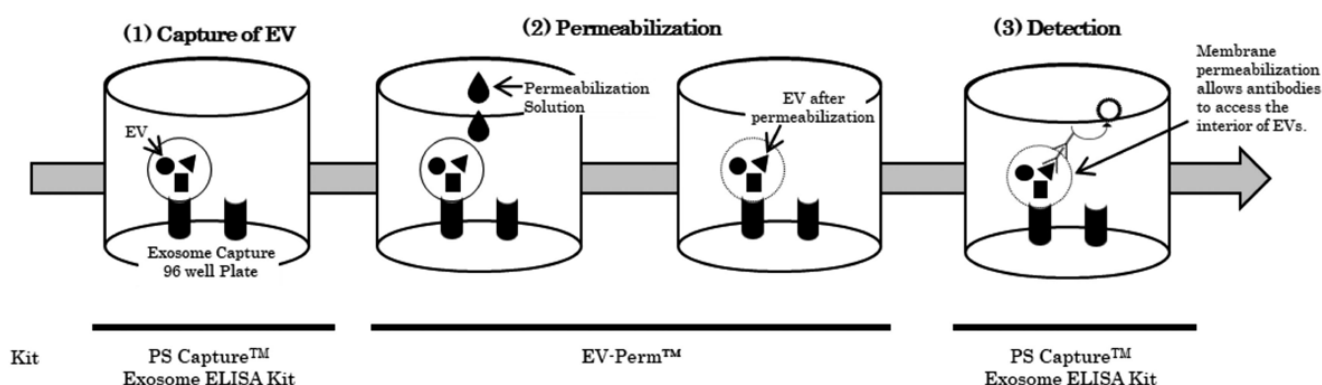 (1) Capture of EV
(2) Permeabilization
(3) Detection
EV
Exosome Capture
96 well Plate
Permeabilization
Solution
EV after
permeabilization
Membrane
permeabilization
allows antibodies
to access the
interior of EVs.
Kit
PS Capture™
Exosome ELISA Kit
EV-Perm™
PS Capture™
Exosome ELISA Kit